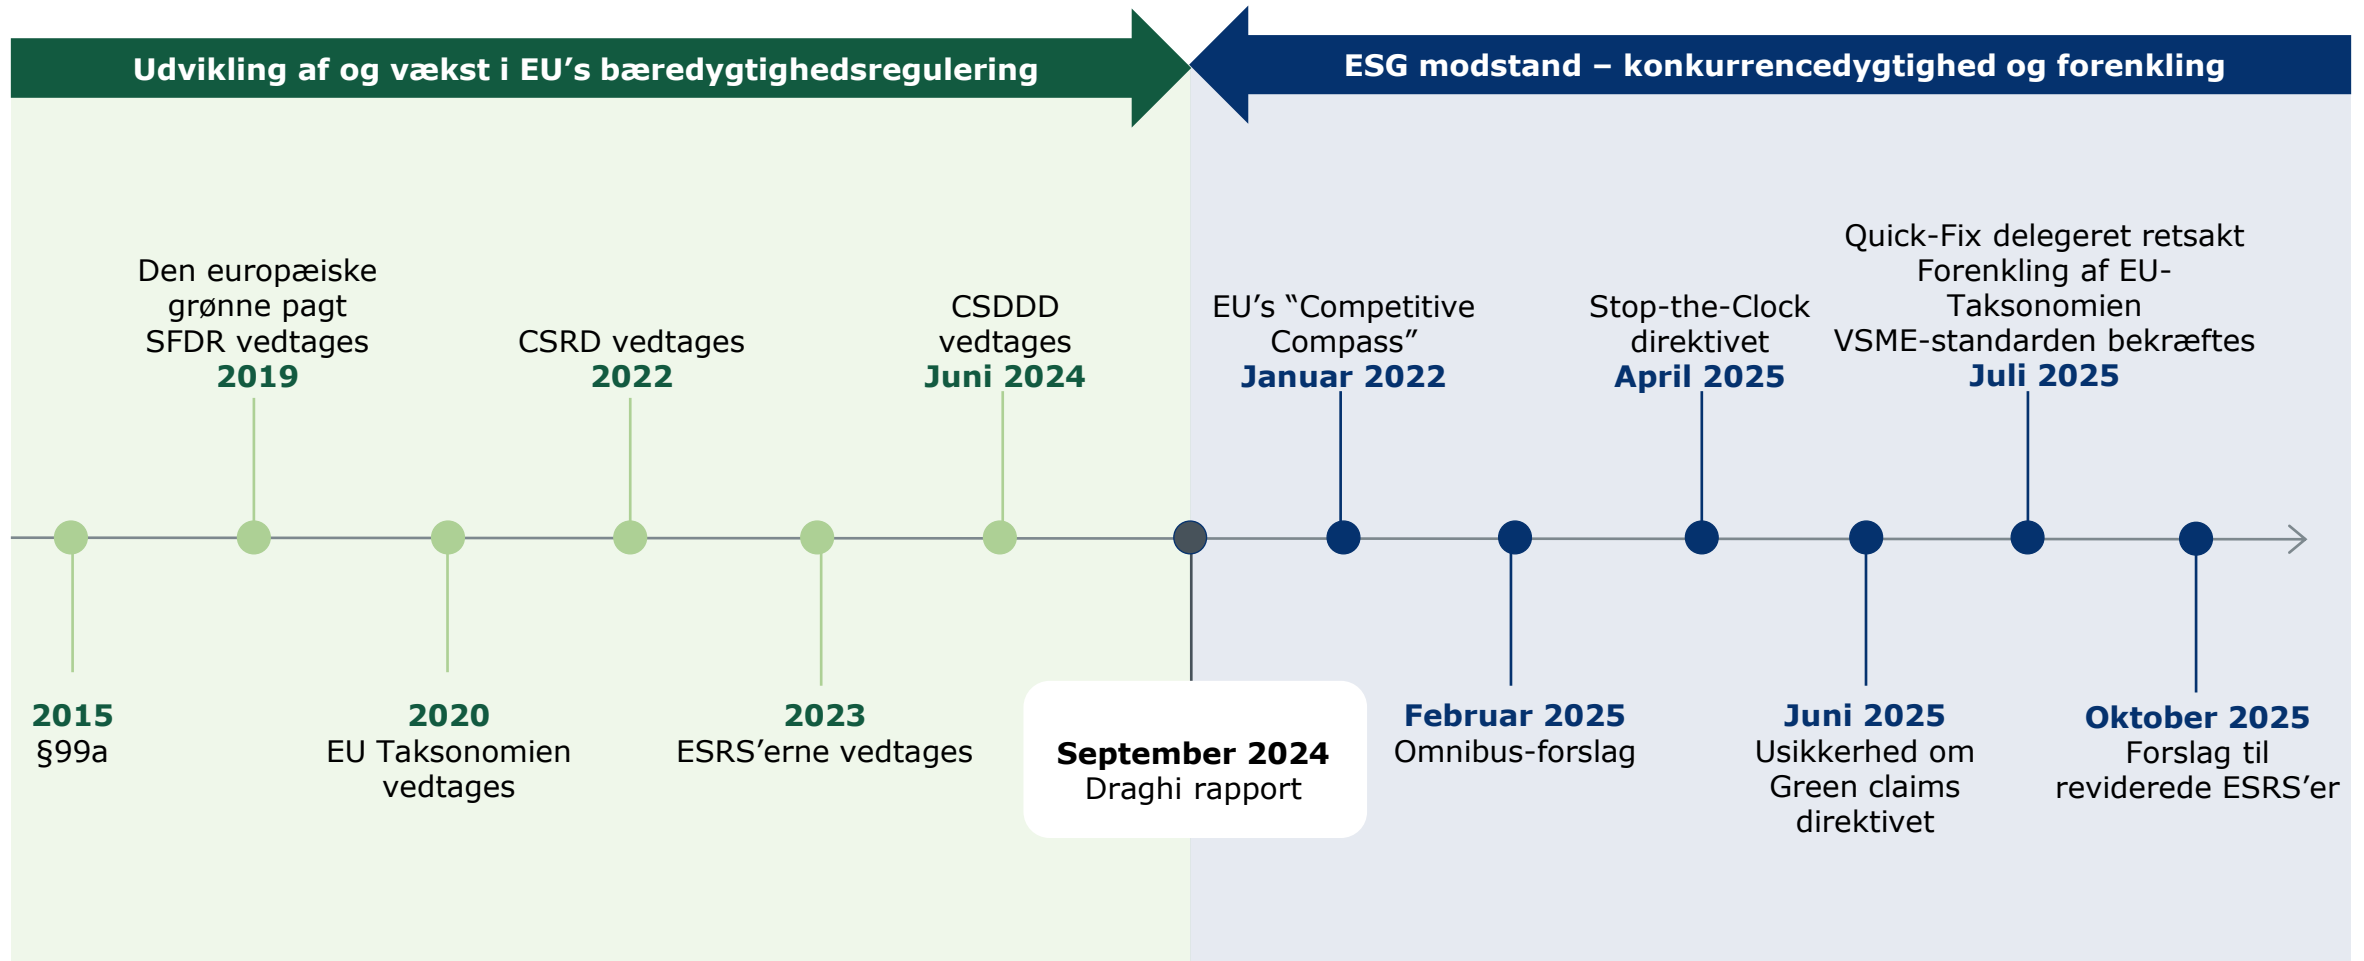 Udvikling af og vækst i EU’s bæredygtighedsregulering
ESG modstand – konkurrencedygtighed og forenkling
Den europæiske
grønne pagt
SFDR vedtages
2019
CSRD vedtages
2022
CSDDD
vedtages
Juni 2024
EU’s “Competitive
Compass”
Januar 2022
Stop-the-Clock
direktivet
April 2025
Quick-Fix delegeret retsakt
Forenkling af EU-
Taksonomien
VSME-standarden bekræftes
Juli 2025
2015
§99a
2020
EU Taksonomien
vedtages
2023
ESRS’erne vedtages
September 2024
Draghi rapport
Februar 2025
Omnibus-forslag
Juni 2025
Usikkerhed om
Green claims
direktivet
Oktober 2025
Forslag til
reviderede ESRS’er